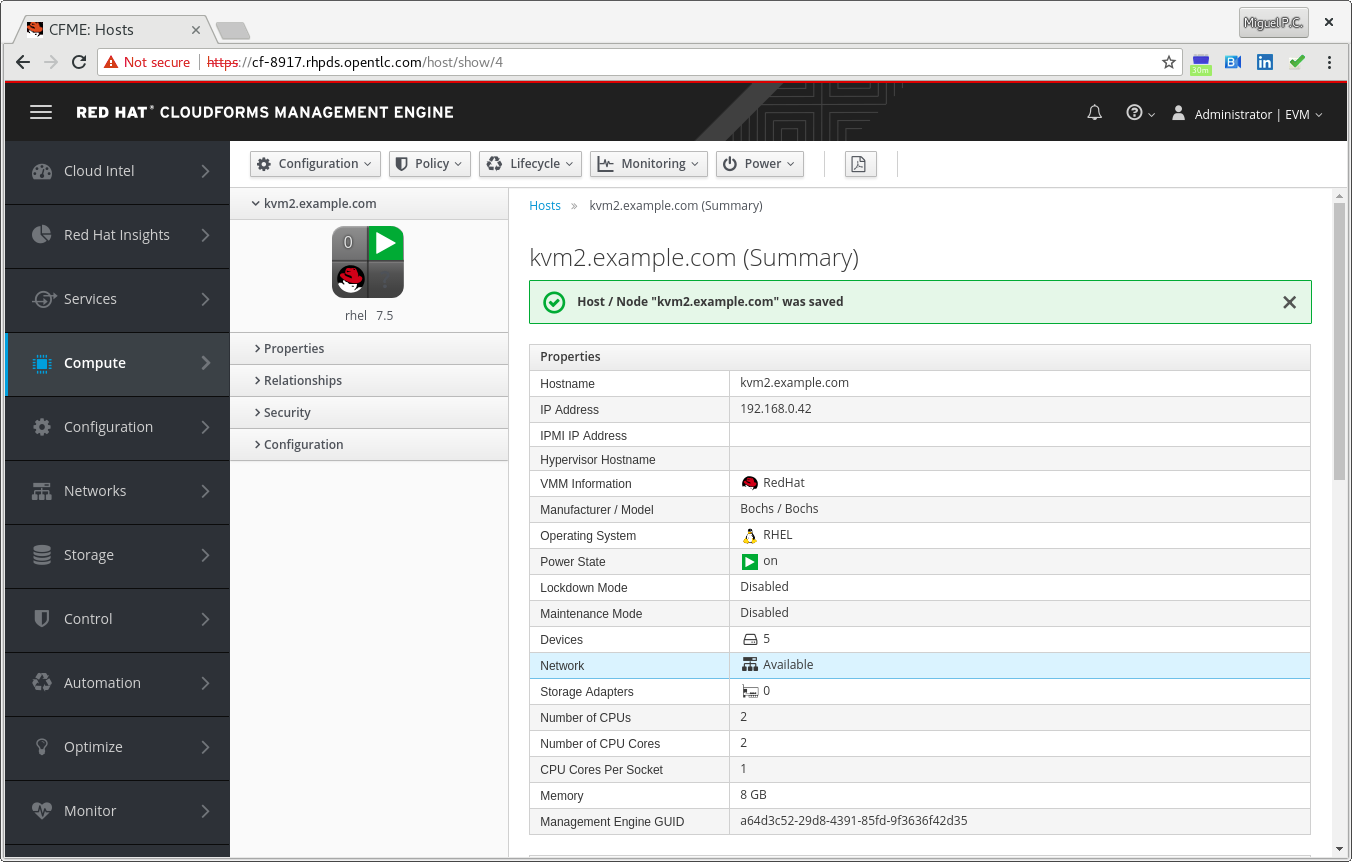 CFME: Hosts
Miguel P.C.
Not secure https://cf-8917.rhpds.opentlc.com/host/show/4
30m
RED HAT® CLOUDFORMS MANAGEMENT ENGINE
Administrator | EVM
Cloud Intel
Red Hat Insights
Services
Compute
Configuration
Networks
Storage
Control
Automation
Optimize
Monitor
Configuration Policy Lifecycle Monitoring Power
kvm2.example.com
0
rhel 7.5
Properties
Relationships
Security
Configuration
Hosts » kvm2.example.com (Summary)
kvm2.example.com (Summary)
Host / Node "kvm2.example.com" was saved
Properties
Hostname kvm2.example.com
IP Address 192.168.0.42
IPMI IP Address
Hypervisor Hostname
VMM Information RedHat
Manufacturer / Model Bochs / Bochs
Operating System RHEL
Power State on
Lockdown Mode Disabled
Maintenance Mode Disabled
Devices 5
Network Available
Storage Adapters 0
Number of CPUs 2
Number of CPU Cores 2
CPU Cores Per Socket 1
Memory 8 GB
Management Engine GUID a64d3c52-29d8-4391-85fd-9f3636f42d35